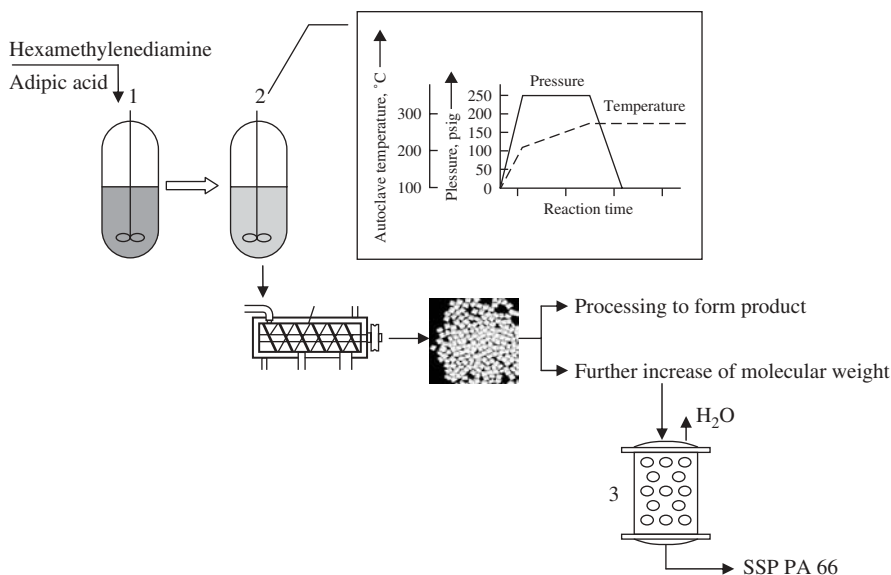 Hexamethylenediamine
Adipic acid
1
2
Autoclave temperature, °C
300
200
100
Plessure, psig
250
200
150
100
50
0
Pressure
Temperature
Reaction time
Processing to form product
Further increase of molecular weight
H₂O
3
SSP PA 66